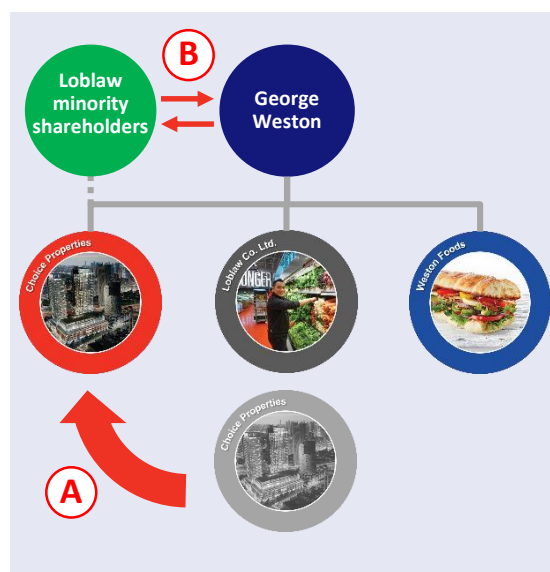 B
Loblaw
minority
shareholders
George
Weston
Choice Properties
Loblaw Co. Ltd.
Weston Foods
Choice Properties
A